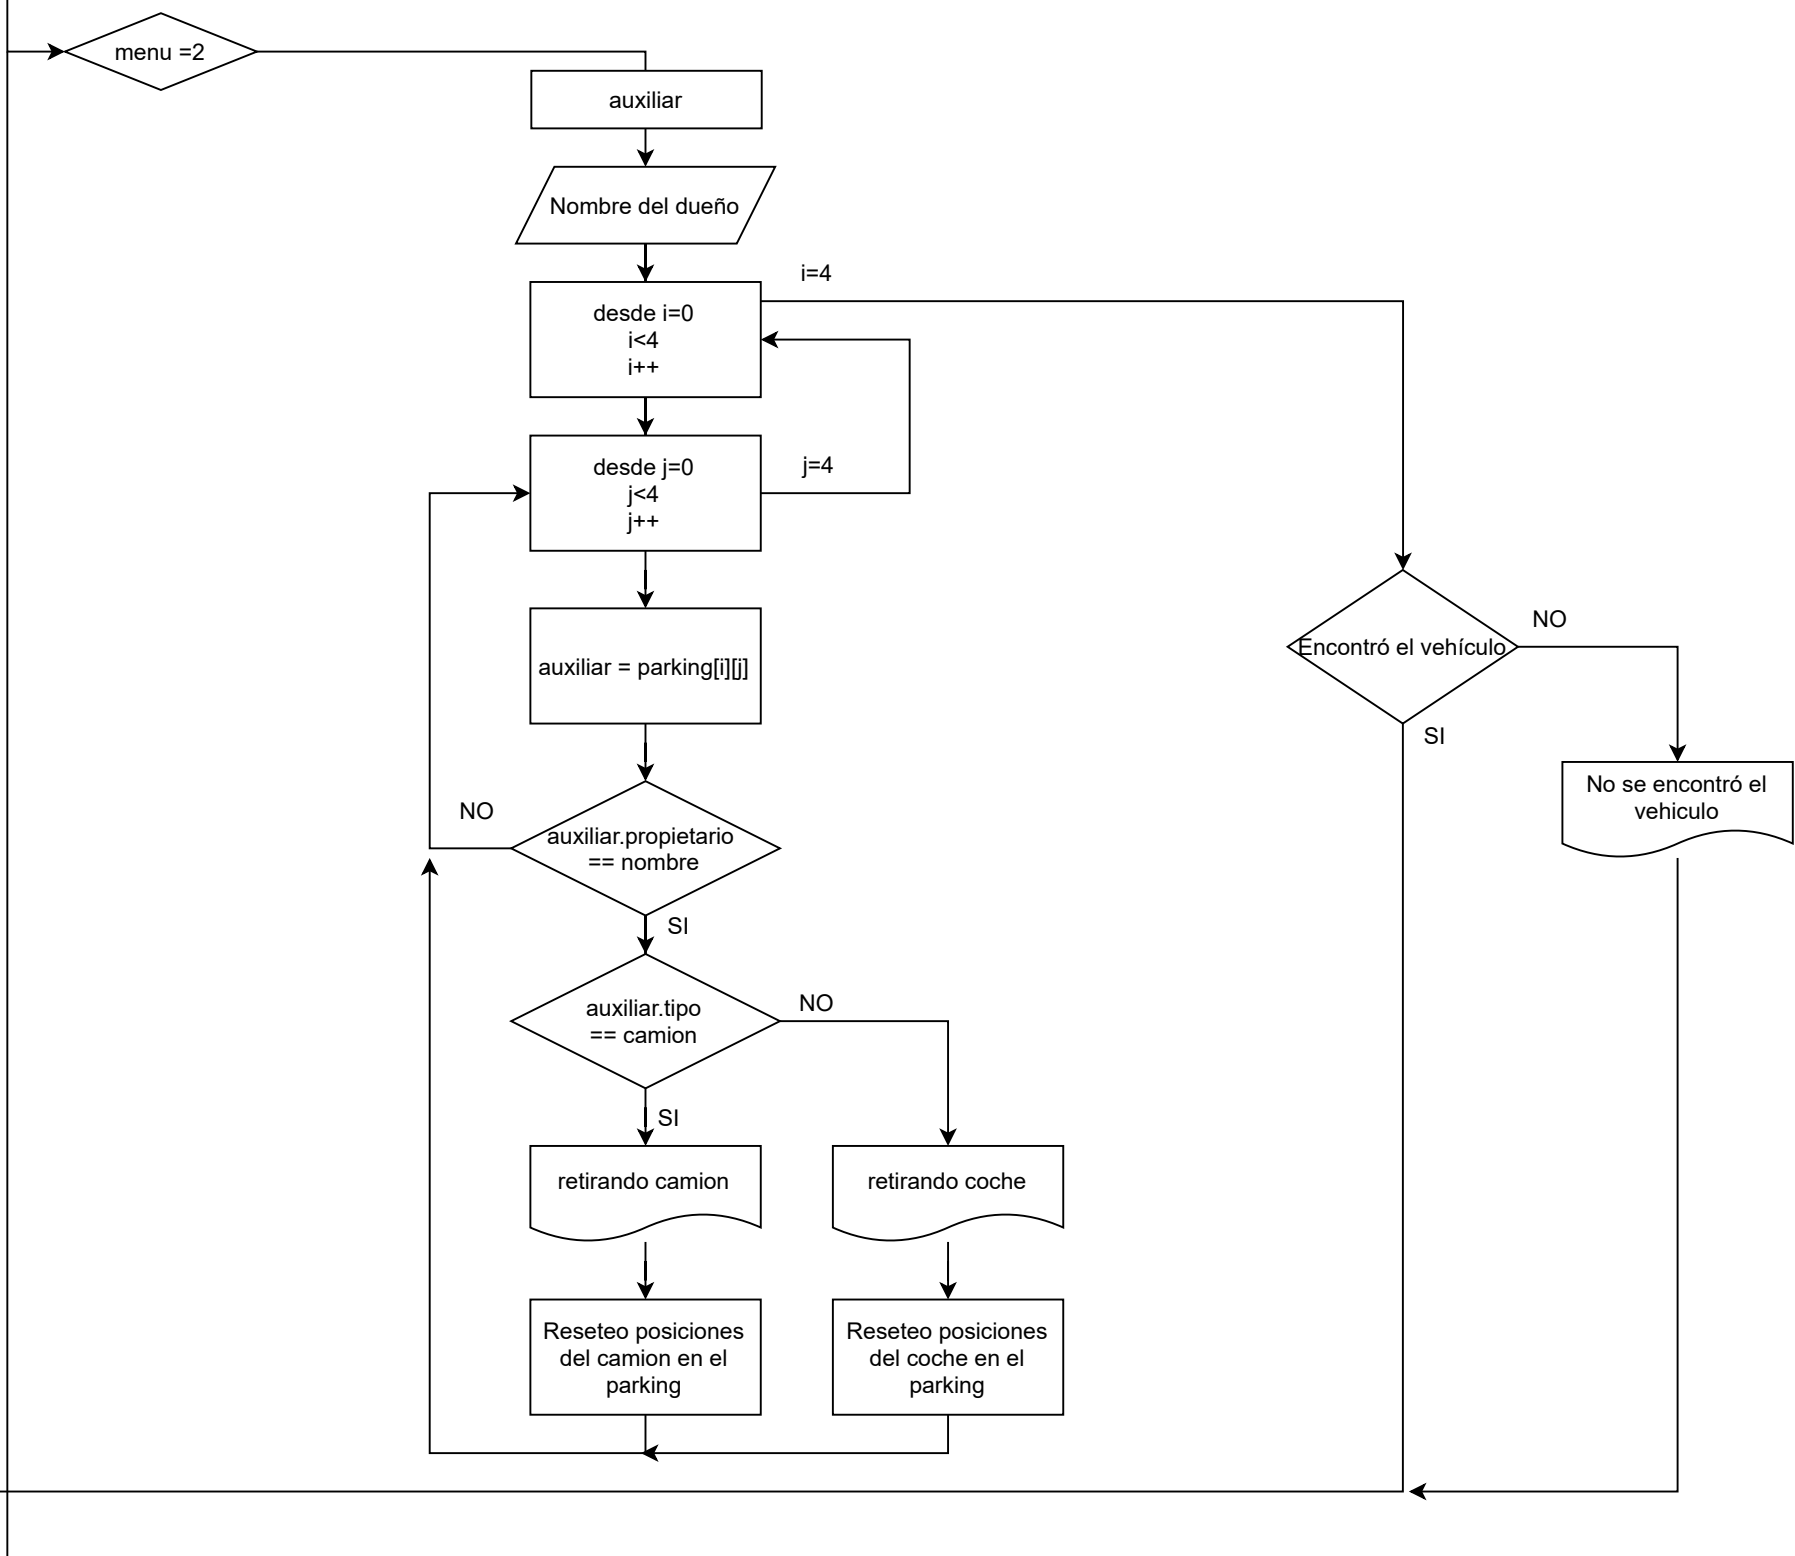 menu =2
auxiliar
Nombre del dueño
i=4
desde i=0
i<4
i++
desde j=0
j<4
j++
j=4
Encontró el vehículo
NO
SI
auxiliar = parking[i][j]
No se encontró el
vehiculo
NO
auxiliar.propietario
== nombre
SI
auxiliar.tipo
== camion
NO
SI
retirando camion
retirando coche
Reseteo posiciones
del camion en el
parking
Reseteo posiciones
del coche en el
parking